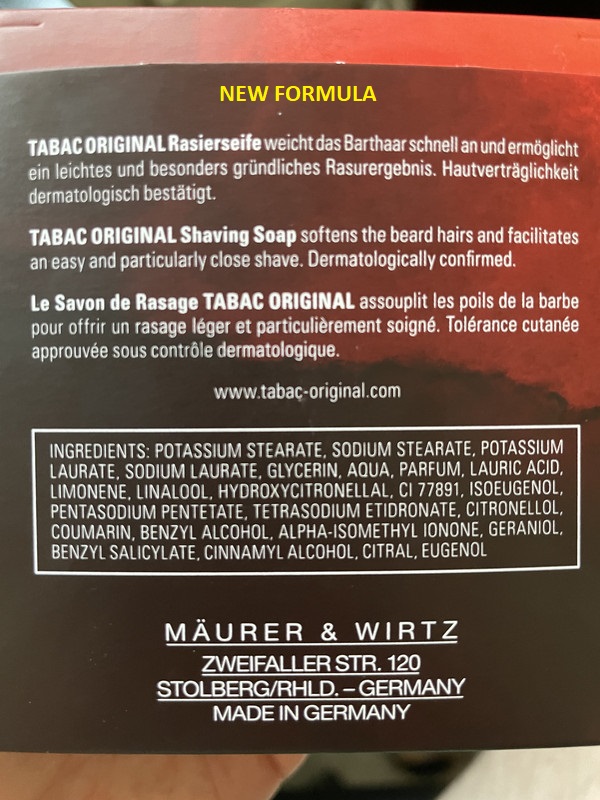 NEW FORMULA
TABAC ORIGINAL Rasierseife weicht das Barthaar schnell an und ermöglicht
ein leichtes und besonders gründliches Rasurergebnis. Hautverträglichkeit
dermatologisch bestätigt.
TABAC ORIGINAL Shaving Soap softens the beard hairs and facilitates
an easy and particularly close shave. Dermatologically confirmed.
Le Savon de Rasage TABAC ORIGINAL assouplit les poils de la barbe
pour offrir un rasage léger et particulièrement soigné. Tolérance cutanée
approuvée sous contrôle dermatologique.
www.tabac-original.com
INGREDIENTS: POTASSIUM STEARATE, SODIUM STEARATE, POTASSIUM
LAURATE, SODIUM LAURATE, GLYCERIN, AQUA, PARFUM, LAURIC ACID,
LIMONENE, LINALOOL, HYDROXYCITRONELLAL, CI 77891, ISOEUGENOL,
PENTASODIUM PENTETATE, TETRASODIUM ETIDRONATE, CITRONELLOL,
COUMARIN, BENZYL ALCOHOL, ALPHA-ISOMETHYL IONONE, GERANIOL,
BENZYL SALICYLATE, CINNAMYL ALCOHOL, CITRAL, EUGENOL
MÄURER & WIRTZ
ZWEIFALLER STR. 120
STOLBERG/RHLD. – GERMANY
MADE IN GERMANY